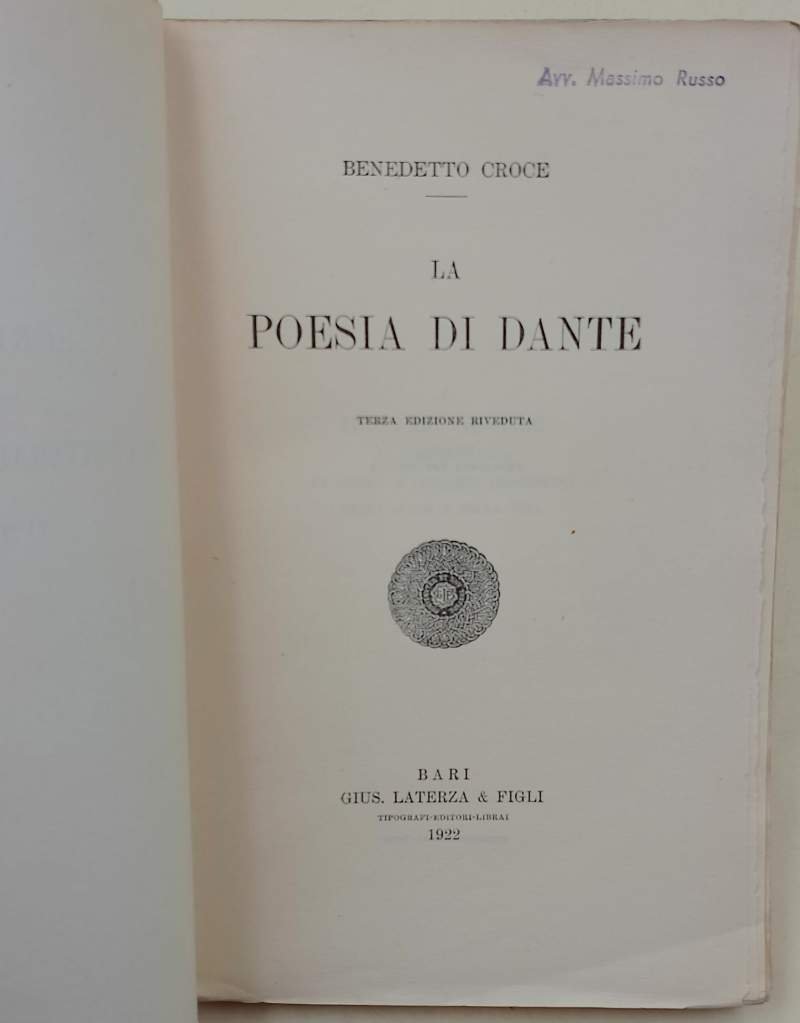 Avv. Massimo Russo
BENEDETTO CROCE
LA
POESIA DI DANTE
TERZA EDIZIONE RIVEDUTA
BARI
GIUS. LATERZA & FIGLI
TIPOGRAFI-EDITORI-LIBRAI
1922